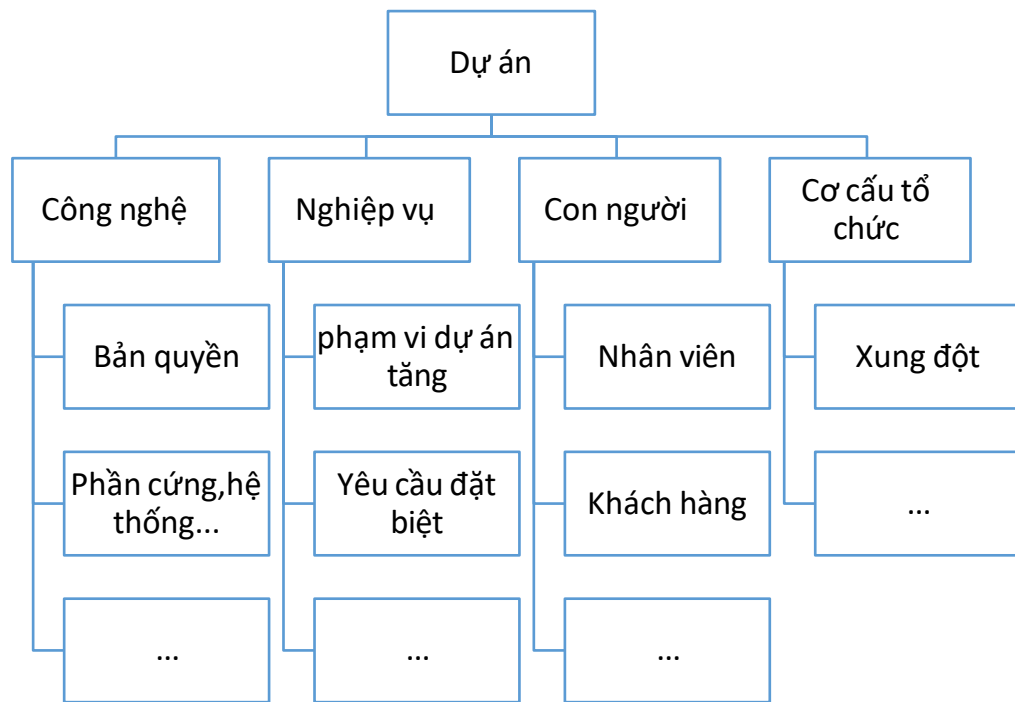 Dự án
Công nghệ
Nghiệp vụ
Con người
Cơ cấu tổ
chức
Bản quyền
phạm vi dự án
tăng
Nhân viên
Xung đột
Phần cứng,hệ
thống...
Yêu cầu đặt
biệt
Khách hàng
...
...
...
...